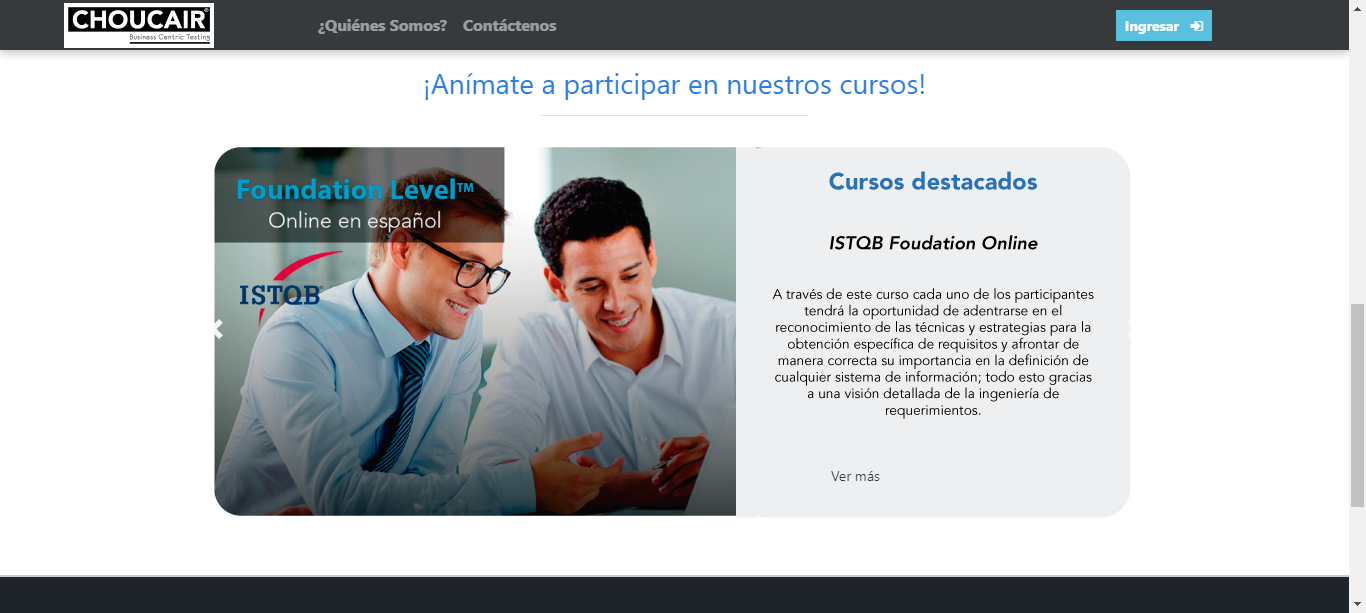 CHOUCAIR®
Business Centric Testing
¿Quiénes Somos? Contáctenos
Ingresar
¡Anímate a participar en nuestros cursos!
Foundation Level™
Online en español
ISTQB®
Cursos destacados
ISTQB Foudation Online
A través de este curso cada uno de los participantes
tendrá la oportunidad de adentrarse en el
reconocimiento de las técnicas y estrategias para la
obtención específica de requisitos y afrontar de
manera correcta su importancia en la definición de
cualquier sistema de información; todo esto gracias
a una visión detallada de la ingeniería de
requerimientos.
Ver más